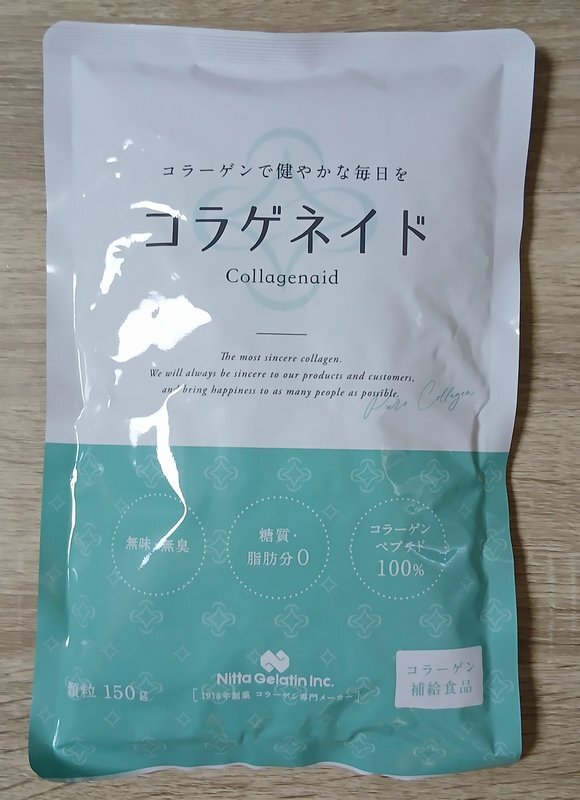 コラーゲンで健やかな毎日を
コラゲネイド
Collagenaid
The most sincere collagen.
We will always be sincere to our products and customers,
and bring happiness to as many people as possible.
Pure Collagen
無味・無臭
糖質・
脂肪分0
コラーゲン
ペプチド
100%
Nitta Gelatin Inc.
[1918年創業 コラーゲン専門メーカー]
顆粒 150g
コラーゲン
補給食品